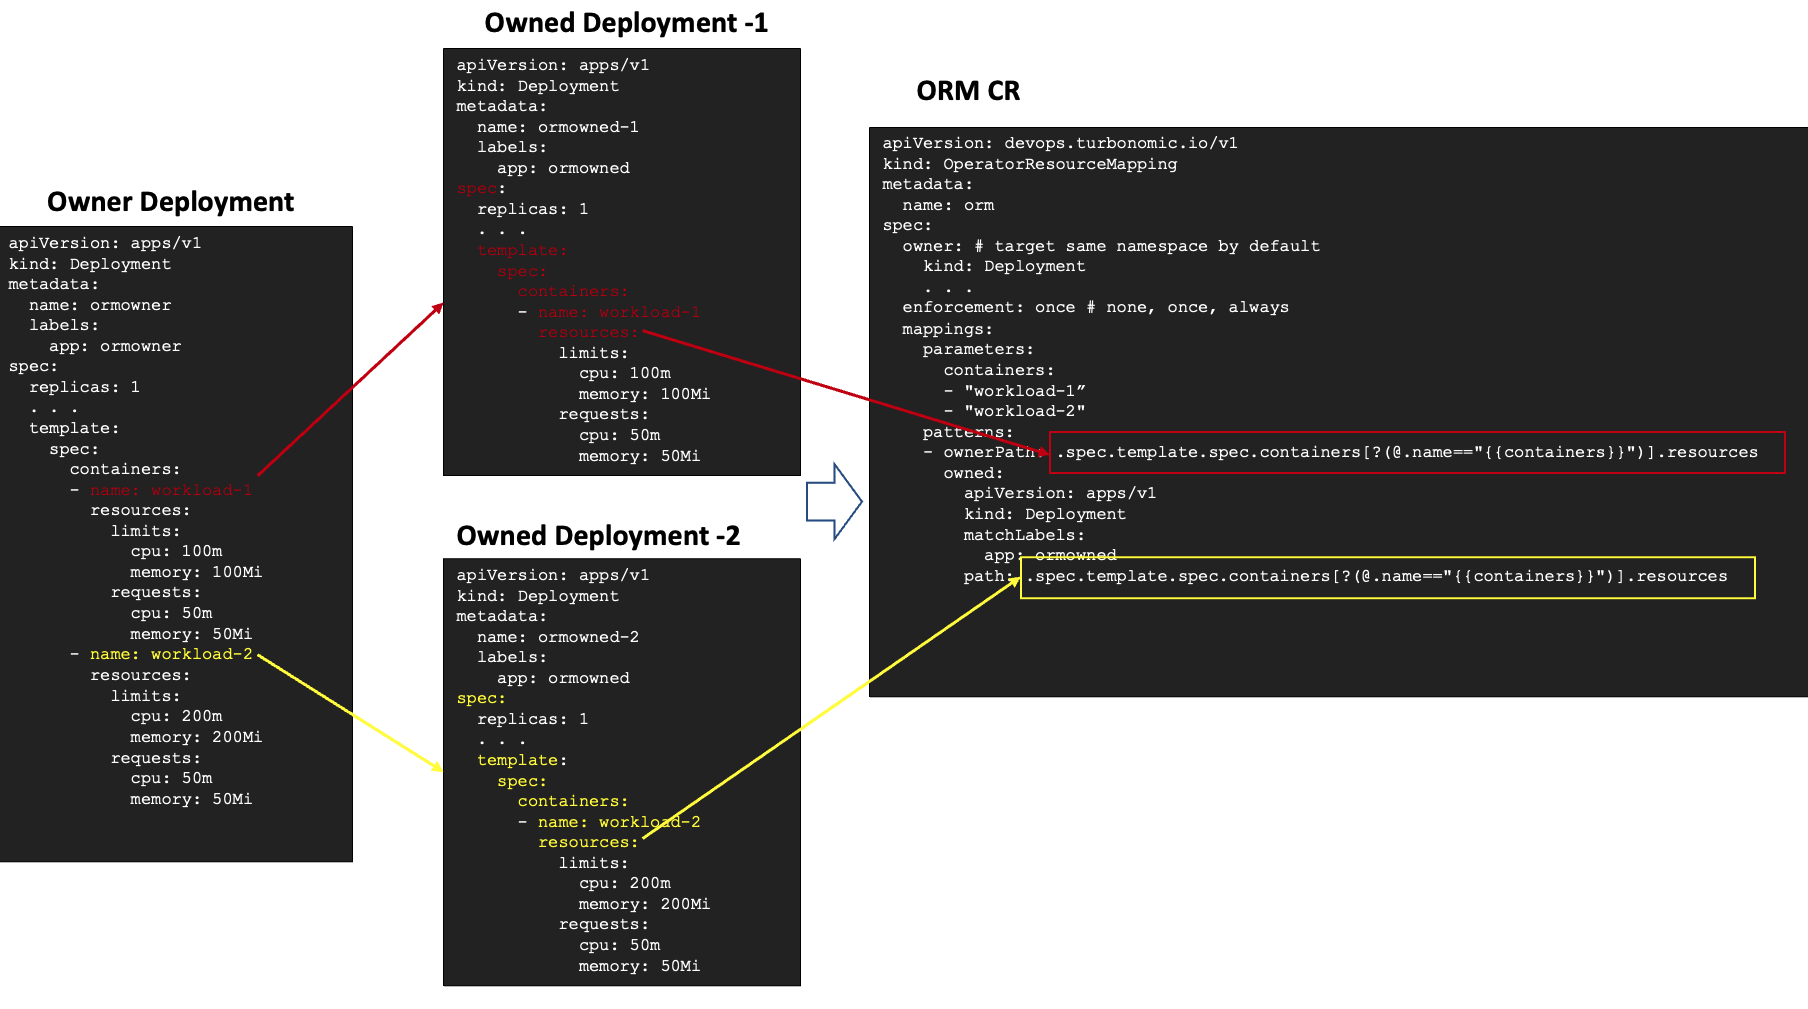 Owner Deployment
apiVersion: apps/v1
kind: Deployment
metadata:
  name: ormowner
  labels:
    app: ormowner
spec:
  replicas: 1
  . . .
  template:
    spec:
      containers:
      - name: workload-1
        resources:
          limits:
            cpu: 100m
            memory: 100Mi
          requests:
            cpu: 50m
            memory: 50Mi
      - name: workload-2
        resources:
          limits:
            cpu: 200m
            memory: 200Mi
          requests:
            cpu: 50m
            memory: 50Mi
Owned Deployment -1
apiVersion: apps/v1
kind: Deployment
metadata:
  name: ormowned-1
  labels:
    app: ormowned
spec:
  replicas: 1
  . . .
  template:
    spec:
      containers:
      - name: workload-1
        resources:
          limits:
            cpu: 100m
            memory: 100Mi
          requests:
            cpu: 50m
            memory: 50Mi
Owned Deployment -2
apiVersion: apps/v1
kind: Deployment
metadata:
  name: ormowned-2
  labels:
    app: ormowned
spec:
  replicas: 1
  . . .
  template:
    spec:
      containers:
      - name: workload-2
        resources:
          limits:
            cpu: 200m
            memory: 200Mi
          requests:
            cpu: 50m
            memory: 50Mi
ORM CR
apiVersion: devops.turbonomic.io/v1
kind: OperatorResourceMapping
metadata:
  name: orm
spec:
  owner: # target same namespace by default
    kind: Deployment
    . . .
  enforcement: once # none, once, always
  mappings:
    parameters:
      containers:
      - "workload-1”
      - "workload-2"
    patterns:
    - ownerPath: .spec.template.spec.containers[?(@.name=="{{containers}}")].resources
      owned:
        apiVersion: apps/v1
        kind: Deployment
        matchLabels:
          app: ormowned
        path: .spec.template.spec.containers[?(@.name=="{{containers}}")].resources